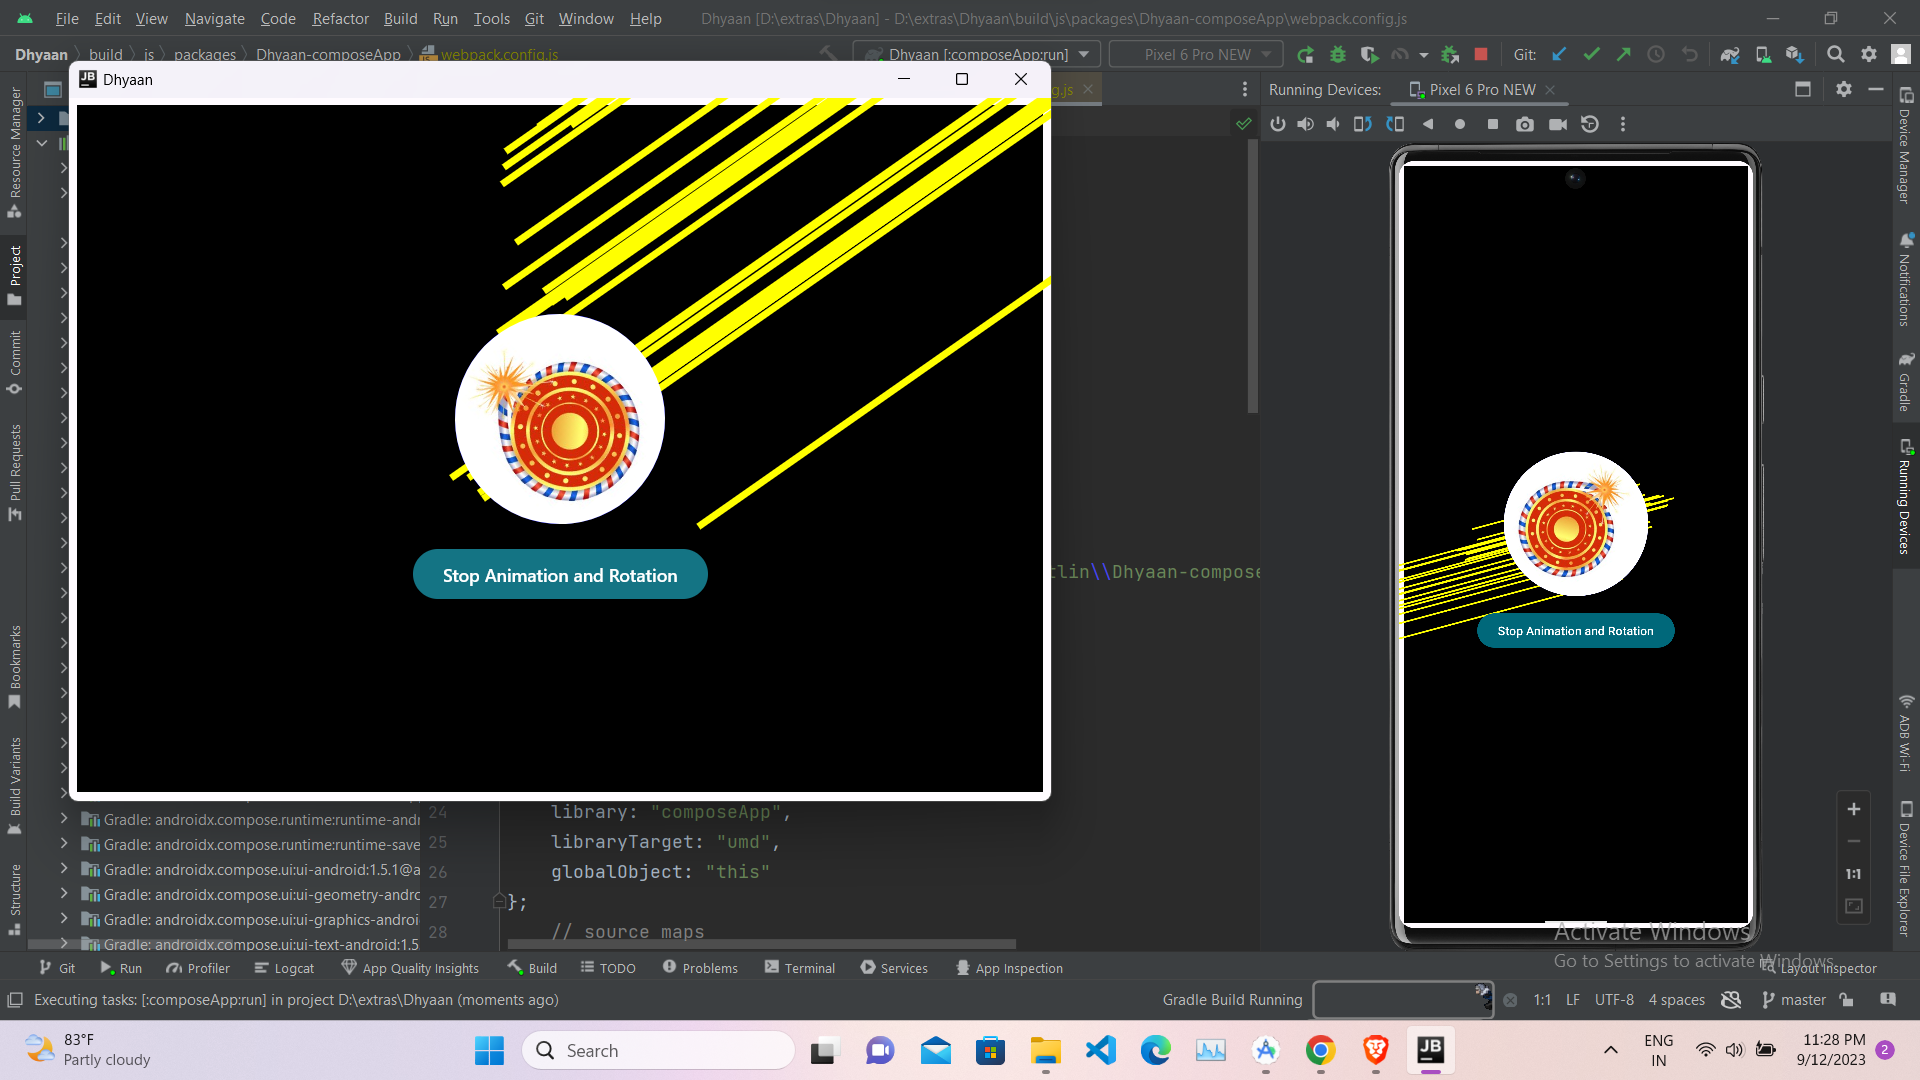 File Edit View Navigate Code Refactor Build Run Tools Git Window Help Dhyaan [D:\extras\Dhyaan] - D:\extras\Dhyaan\build\js\packages\Dhyaan-composeApp\webpack.config.js
Dhyaan build js packages Dhyaan-composeApp webpack.config.js Dhyaan [:composeApp:run] Pixel 6 Pro NEW Git:
JB Dhyaan
g.js
Running Devices: Pixel 6 Pro NEW
Resource Manager
Project
Commit
Pull Requests
Bookmarks
Build Variants
Structure
Stop Animation and Rotation
tlin\\Dhyaan-compose
Stop Animation and Rotation
Device Manager
Notifications
Gradle
Running Devices
ADB Wi-Fi
Device File Explorer
1:1
Gradle: androidx.compose.runtime:runtime-andr
Gradle: androidx.compose.runtime:runtime-save
Gradle: androidx.compose.ui:ui-android:1.5.1@a
Gradle: androidx.compose.ui:ui-geometry-andro
Gradle: androidx.compose.ui:ui-graphics-androi
Gradle: androidx.compose.ui:ui-text-android:1.5
24 library: "composeApp",
25 libraryTarget: "umd",
26 globalObject: "this"
27 };
28 // source maps
Activate Windows
Go to Settings to activate Windows.
Git Run Profiler Logcat App Quality Insights Build TODO Problems Terminal Services App Inspection Layout Inspector
Executing tasks: [:composeApp:run] in project D:\extras\Dhyaan (moments ago) Gradle Build Running 1:1 LF UTF-8 4 spaces master
83°F
Partly cloudy
Search
JB
ENG
IN
11:28 PM
9/12/2023
2